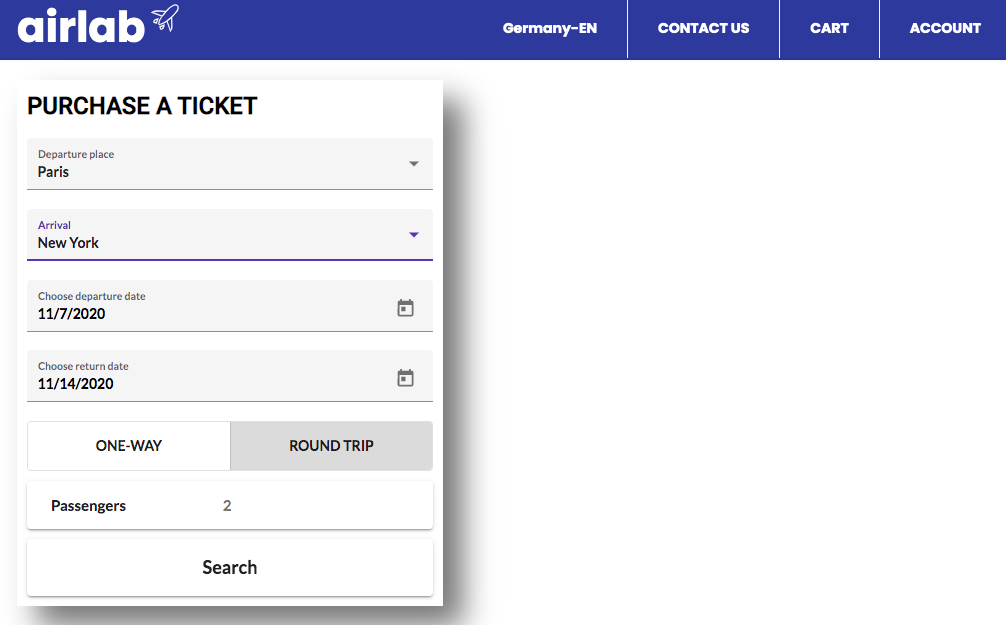 airlab
Germany-EN
CONTACT US
CART
ACCOUNT
PURCHASE A TICKET
Departure place
Paris
Arrival
New York
Choose departure date
11/7/2020
Choose return date
11/14/2020
ONE-WAY
ROUND TRIP
Passengers 2
Search